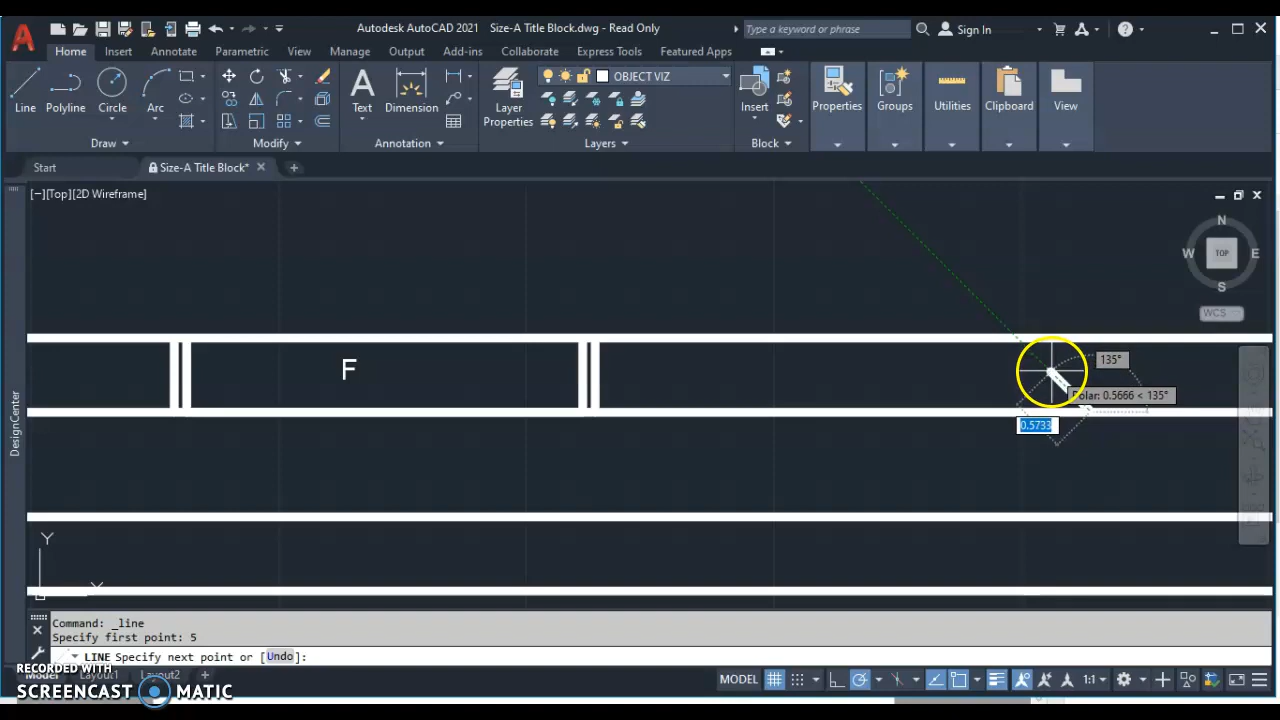 Autodesk AutoCAD 2021 Size-A Title Block.dwg - Read Only
Type a keyword or phrase
Sign In
Home Insert Annotate Parametric View Manage Output Add-ins Collaborate Express Tools Featured Apps
OBJECT VIZ
Line Polyline Circle Arc
Text Dimension
Layer Properties
Insert
Properties Groups Utilities Clipboard View
Draw Modify Annotation Layers Block
Start Size-A Title Block*
[−][Top][2D Wireframe]
N
W TOP E
S
WCS
F
135°
Polar: 0.5666 < 135°
0.5733
DesignCenter
Y
X
Command: _line
Specify first point: 5
LINE Specify next point or [Undo]:
RECORDED WITH
Model Layout1 Layout2 +
SCREENCAST MATIC
MODEL 1:1